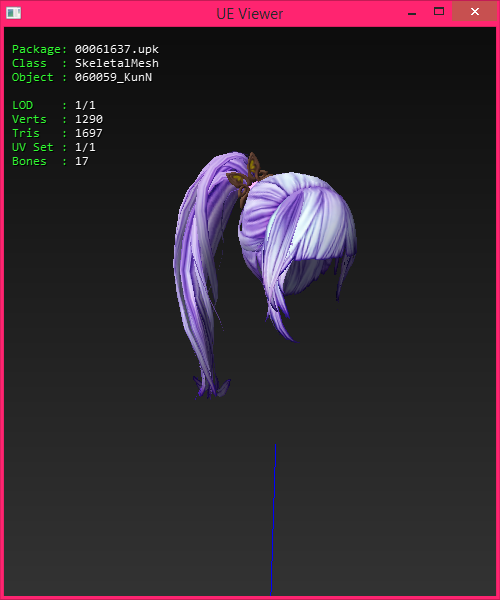 UE Viewer
Package: 00061637.upk
Class : SkeletalMesh
Object : 060059_KunN
LOD : 1/1
Verts : 1290
Tris : 1697
UV Set : 1/1
Bones : 17